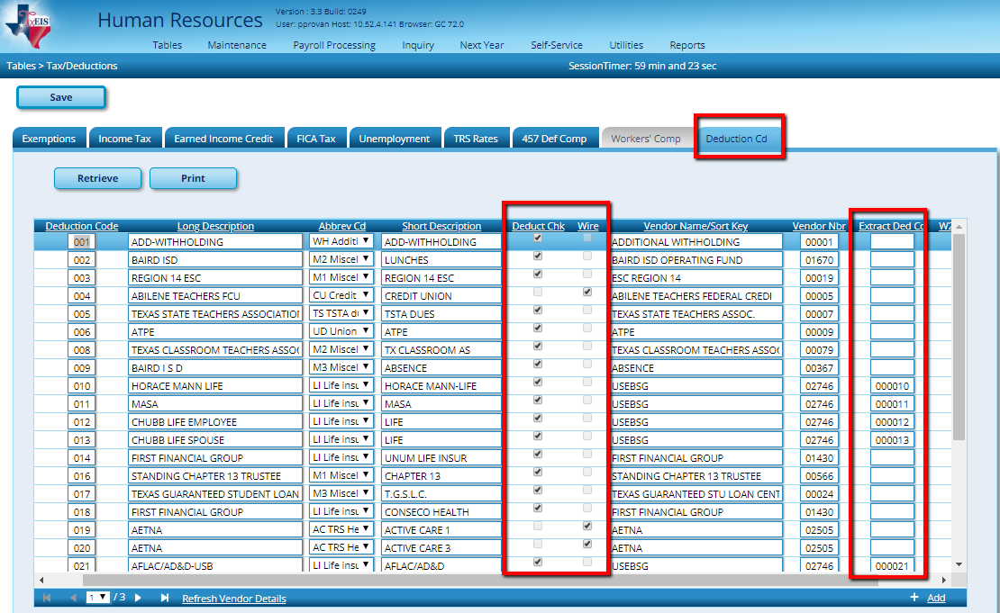 TxEIS
Human Resources
Version : 3.3 Build: 0249
User: pprovan Host: 10.52.4.141 Browser: GC 72.0
Tables Maintenance Payroll Processing Inquiry Next Year Self-Service Utilities Reports
Tables > Tax/Deductions SessionTimer: 59 min and 23 sec
Save
Exemptions Income Tax Earned Income Credit FICA Tax Unemployment TRS Rates 457 Def Comp Workers' Comp Deduction Cd
Retrieve Print
Deduction Code Long Description Abbrev Cd Short Description Deduct Chk Wire Vendor Name/Sort Key Vendor Nbr Extract Ded Co W2
001 ADD-WITHHOLDING WH Additi ADD-WITHHOLDING ADDITIONAL WITHHOLDING 00001
002 BAIRD ISD M2 Miscel LUNCHES BAIRD ISD OPERATING FUND 01670
003 REGION 14 ESC M1 Miscel REGION 14 ESC ESC REGION 14 00019
004 ABILENE TEACHERS FCU CU Credit CREDIT UNION ABILENE TEACHERS FEDERAL CREDI 00005
005 TEXAS STATE TEACHERS ASSOCIATION TS TSTA du TSTA DUES TEXAS STATE TEACHERS ASSOC. 00007
006 ATPE UD Union ATPE ATPE 00009
008 TEXAS CLASSROOM TEACHERS ASSOC M2 Miscel TX CLASSROOM AS TEXAS CLASSROOM TEACHERS ASSOC 00079
009 BAIRD I S D M3 Miscel ABSENCE ABSENCE 00367
010 HORACE MANN LIFE LI Life insu HORACE MANN-LIFE USEBSG 02746 000010
011 MASA LI Life insu MASA USEBSG 02746 000011
012 CHUBB LIFE EMPLOYEE LI Life insu LIFE USEBSG 02746 000012
013 CHUBB LIFE SPOUSE LI Life insu LIFE USEBSG 02746 000013
014 FIRST FINANCIAL GROUP LI Life insu UNUM LIFE INSUR FIRST FINANCIAL GROUP 01430
016 STANDING CHAPTER 13 TRUSTEE M1 Miscel CHAPTER 13 STANDING CHAPTER 13 TRUSTEE 00566
017 TEXAS GUARANTEED STUDENT LOAN M3 Miscel T.G.S.L.C. TEXAS GUARANTEED STU LOAN CENT 00024
018 FIRST FINANCIAL GROUP LI Life insu CONSECO HEALTH FIRST FINANCIAL GROUP 01430
019 AETNA AC TRS He ACTIVE CARE 1 AETNA 02505
020 AETNA AC TRS He ACTIVE CARE 3 AETNA 02505
021 AFLAC/AD&D-USB LI Life insu AFLAC/AD&D USEBSG 02746 000021
1 / 3 Refresh Vendor Details + Add